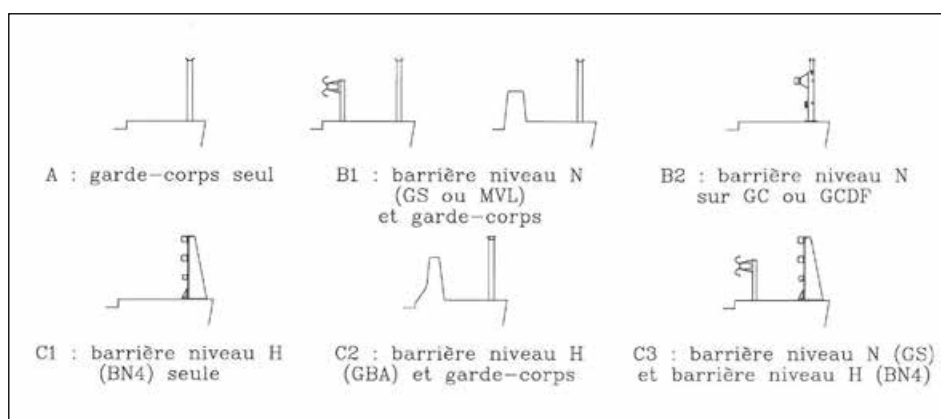 A : garde-corps seul
B1 : barrière niveau N
(GS ou MVL)
et garde-corps
B2 : barrière niveau N
sur GC ou GCDF
C1 : barrière niveau H
(BN4) seule
C2 : barrière niveau H
(GBA) et garde-corps
C3 : barrière niveau N (GS)
et barrière niveau H (BN4)